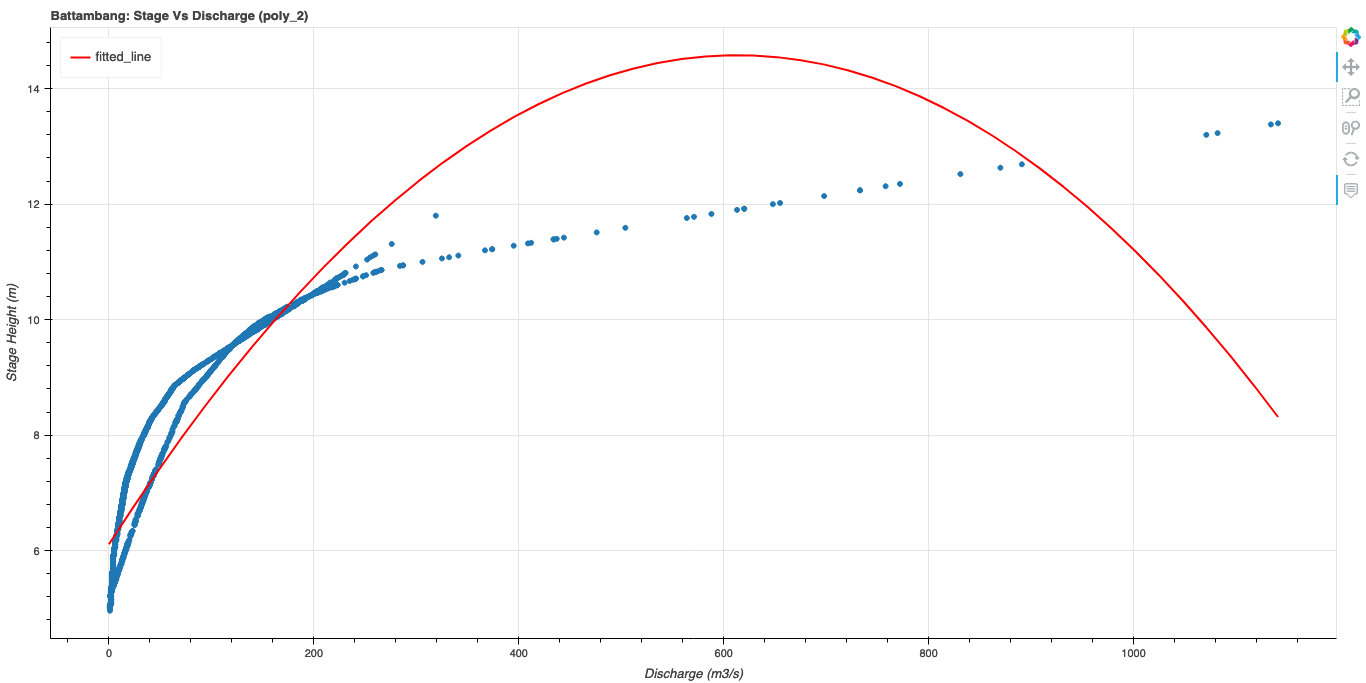 Battambang: Stage Vs Discharge (poly_2)
fitted_line
14
12
10
8
6
Stage Height (m)
0 200 400 600 800 1000
Discharge (m3/s)